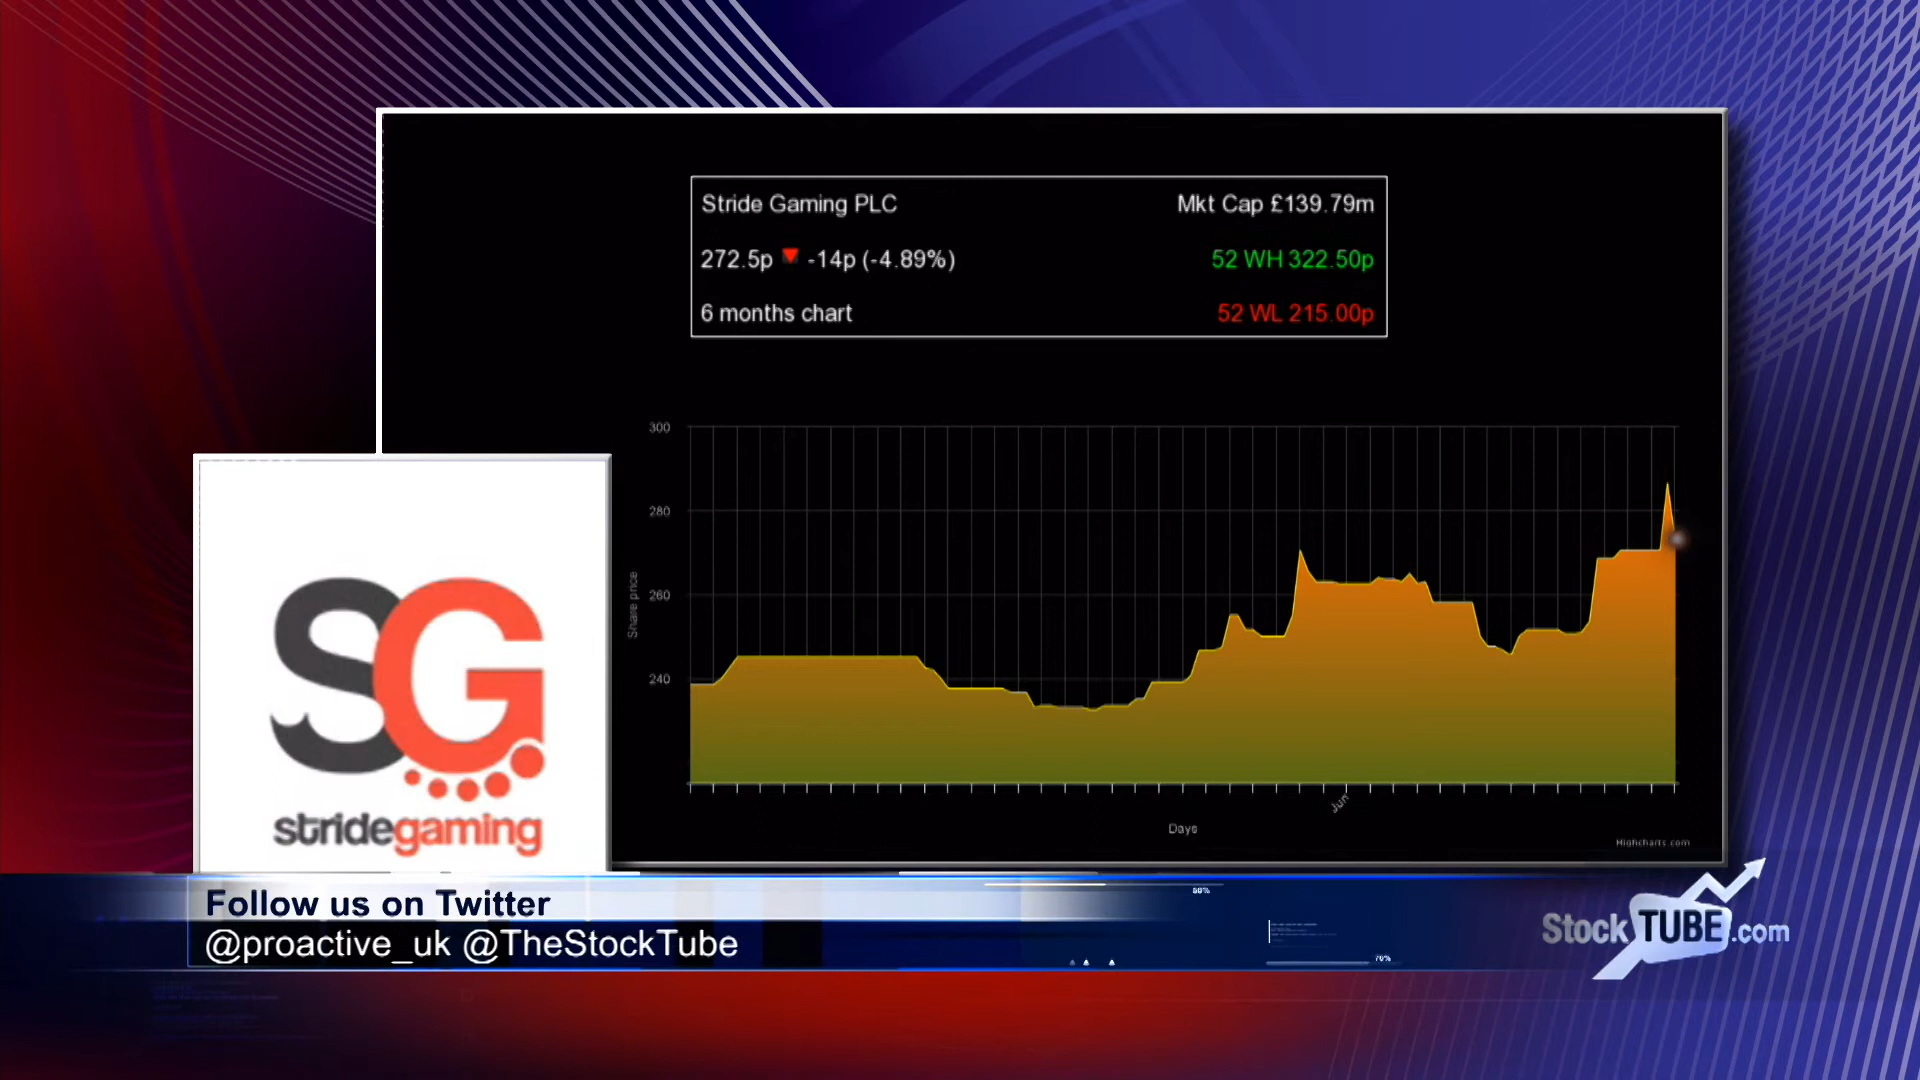 Stride Gaming PLC
Mkt Cap £139.79m
272.5p -14p (-4.89%)
52 WH 322.50p
6 months chart
52 WL 215.00p
300
280
260
240
Share price
Jun
Days
Highcharts.com
SG
stridegaming
Follow us on Twitter
@proactive_uk @TheStockTube
60%
70%
StockTUBE.com